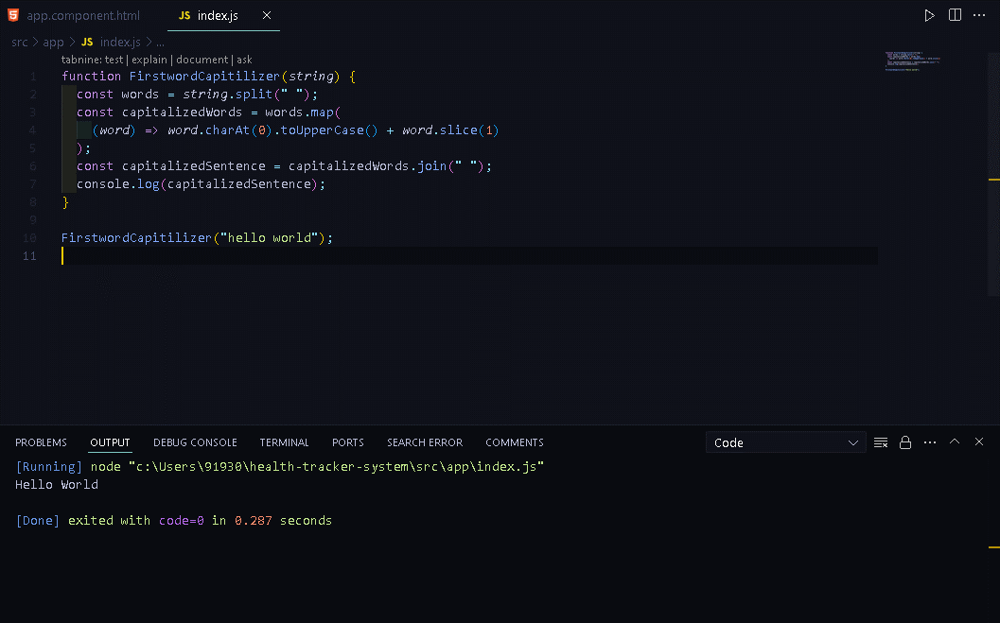 app.component.html JS index.js
src > app > JS index.js > ...
tabnine: test | explain | document | ask
1 function FirstwordCapitilizer(string) {
2 const words = string.split(" ");
3 const capitalizedWords = words.map(
4 (word) => word.charAt(0).toUpperCase() + word.slice(1)
5 );
6 const capitalizedSentence = capitalizedWords.join(" ");
7 console.log(capitalizedSentence);
8 }
9
10 FirstwordCapitilizer("hello world");
11
PROBLEMS OUTPUT DEBUG CONSOLE TERMINAL PORTS SEARCH ERROR COMMENTS Code
[Running] node "c:\Users\91930\health-tracker-system\src\app\index.js"
Hello World
[Done] exited with code=0 in 0.287 seconds